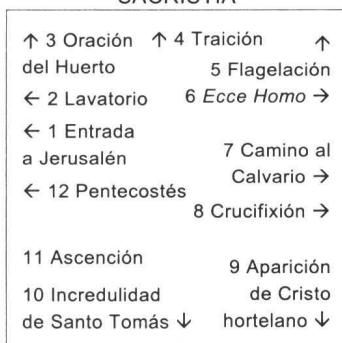 SACRISTÍA
↑ 3 Oración ↑ 4 Traición ↑
del Huerto 5 Flagelación
← 2 Lavatorio 6 Ecce Homo →
← 1 Entrada
a Jerusalén 7 Camino al
Calvario →
← 12 Pentecostés
8 Crucifixión →
11 Ascención 9 Aparición
10 Incredulidad de Cristo
de Santo Tomás ↓ hortelano ↓